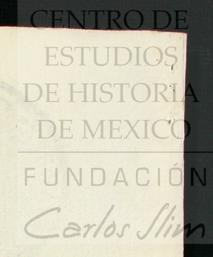 CENTRO DE
ESTUDIOS
DE HISTORIA
DE MEXICO
FUNDACIÓN
Carlos Slim